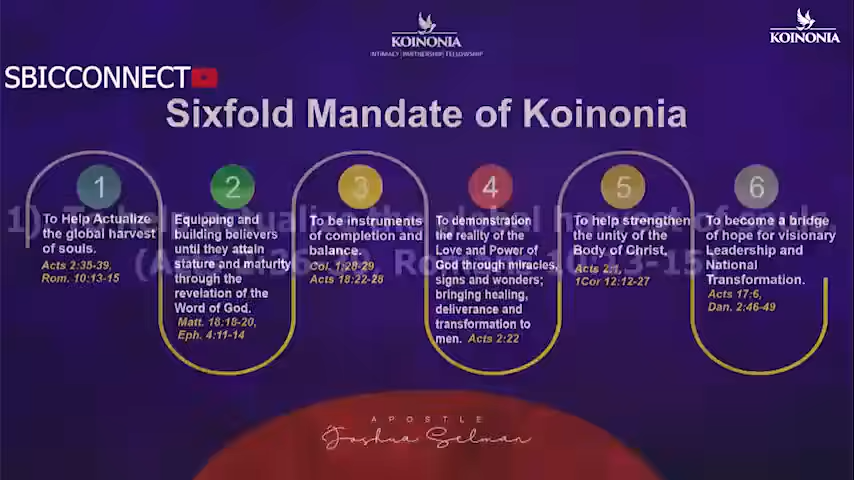 KOINONIA
INTIMACY | PARTNERSHIP | FELLOWSHIP
KOINONIA
SBICCONNECT
Sixfold Mandate of Koinonia
1
To Help Actualize
the global harvest
of souls.
Acts 2:35-39,
Rom. 10:13-15
2
Equipping and
building believers
until they attain
stature and maturity
through the
revelation of the
Word of God.
Matt. 18:18-20,
Eph. 4:11-14
3
To be instruments
of completion and
balance.
Col. 1:28-29
Acts 18:22-28
4
To demonstration
the reality of the
Love and Power of
God through miracles,
signs and wonders;
bringing healing,
deliverance and
transformation to
men. Acts 2:22
5
To help strengthen
the unity of the
Body of Christ,
Acts 2:1,
1Cor 12:12-27
6
To become a bridge
of hope for visionary
Leadership and
National
Transformation.
Acts 17:6,
Dan. 2:46-49
APOSTLE
Joshua Selman